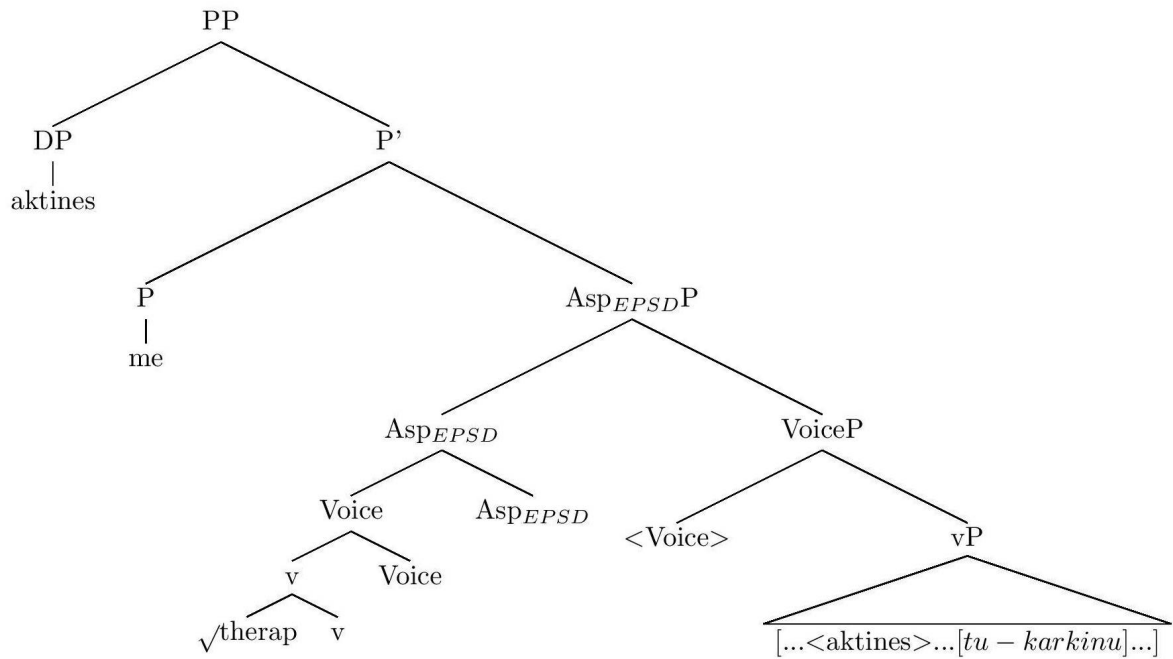 PP
DP P'
aktines
P Asp_EPSD P
me
Asp_EPSD VoiceP
Voice Asp_EPSD <Voice> vP
v Voice
√therap v [...<aktines>...[tu − karkinu]...]